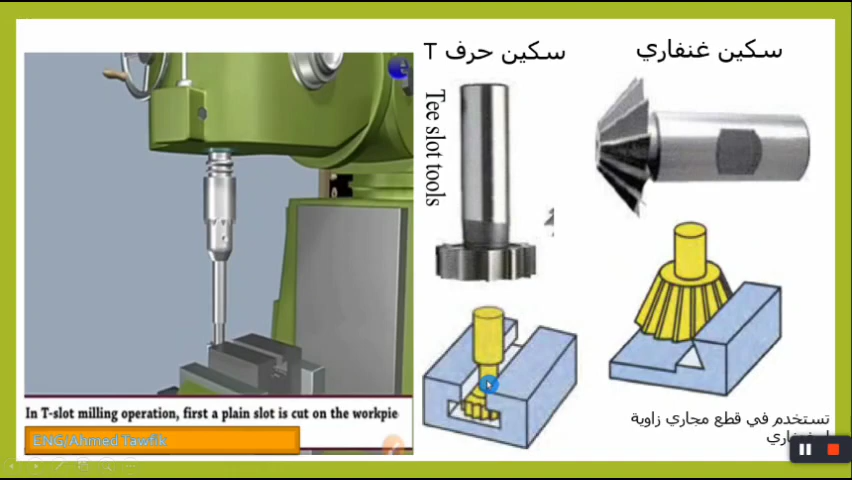 سكين غنفاري
سكين حرف T
Tee slot tools
In T-slot milling operation, first a plain slot is cut on the workpie
ENG/Ahmed Tawfik
تستخدم في قطع مجاري زاوية